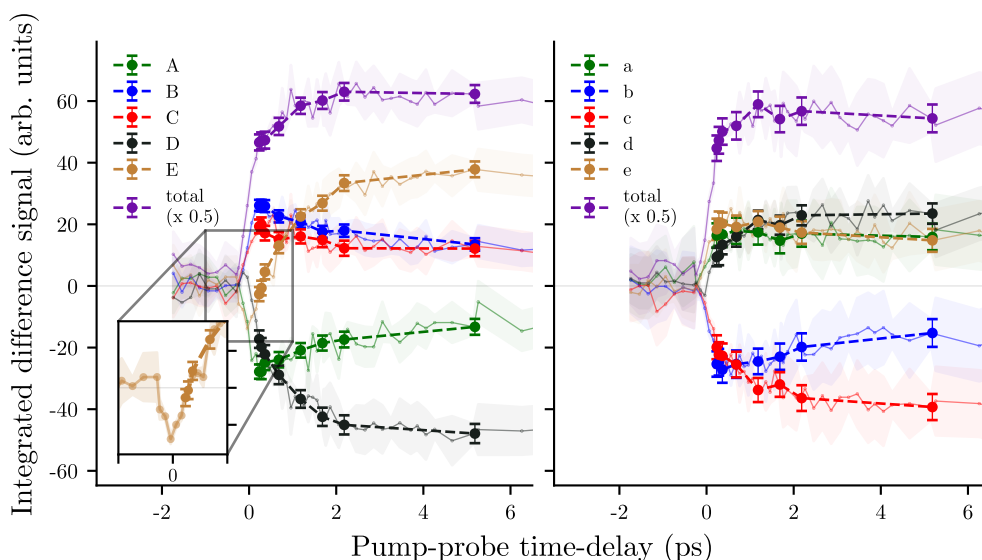 Integrated difference signal (arb. units)
60
40
20
0
-20
-40
-60
A
B
C
D
E
total
(x 0.5)
0
-2
0
2
4
6
a
b
c
d
e
total
(x 0.5)
-2
0
2
4
6
Pump-probe time-delay (ps)